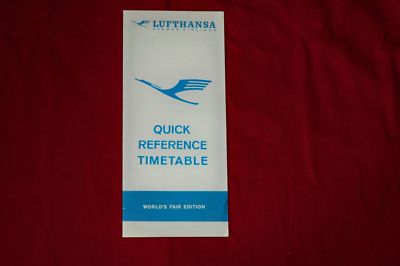 LUFTHANSA
GERMAN AIRLINES
QUICK
REFERENCE
TIMETABLE
WORLD'S FAIR EDITION